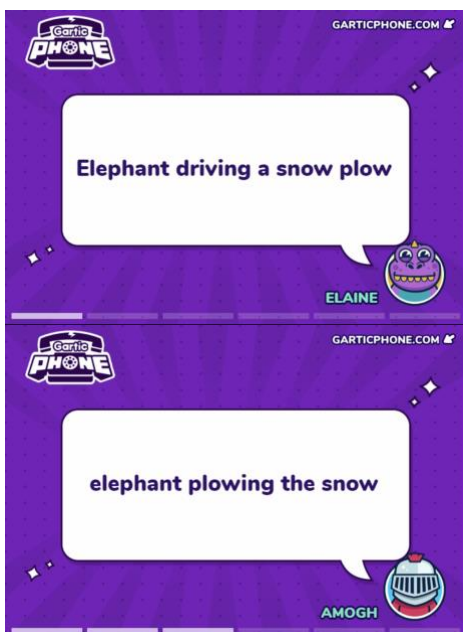 Gartic
PHONE
GARTICPHONE.COM
Elephant driving a snow plow
ELAINE
Gartic
PHONE
GARTICPHONE.COM
elephant plowing the snow
AMOGH